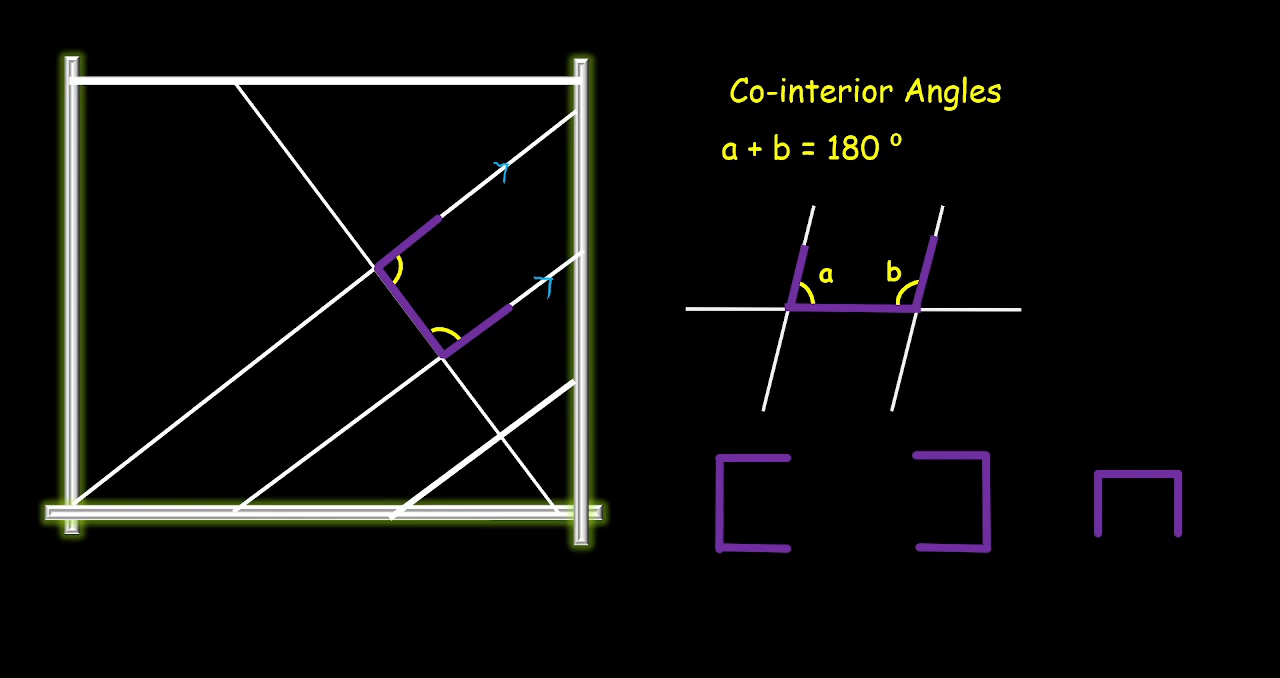 Co-interior Angles
a + b = 180 º
a b